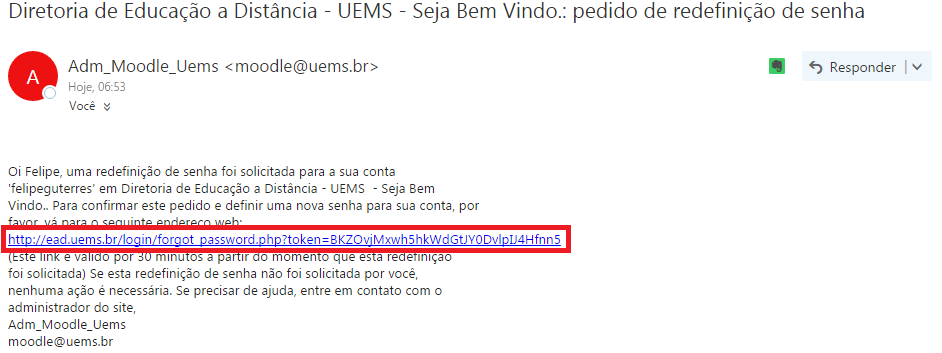 Diretoria de Educação a Distância - UEMS - Seja Bem Vindo.: pedido de redefinição de senha
A
Adm_Moodle_Uems <moodle@uems.br>
Hoje, 06:53
Você
Responder
Oi Felipe, uma redefinição de senha foi solicitada para a sua conta
'felipeguterres' em Diretoria de Educação a Distância - UEMS - Seja Bem
Vindo.. Para confirmar este pedido e definir uma nova senha para sua conta, por
favor, vá para o seguinte endereço web:
http://ead.uems.br/login/forgot_password.php?token=BKZOvjMxwh5hkWdGtJY0DvlpIJ4Hfnn5
(Este link é válido por 30 minutos a partir do momento que esta redefinição
foi solicitada) Se esta redefinição de senha não foi solicitada por você,
nenhuma ação é necessária. Se precisar de ajuda, entre em contato com o
administrador do site,
Adm_Moodle_Uems
moodle@uems.br